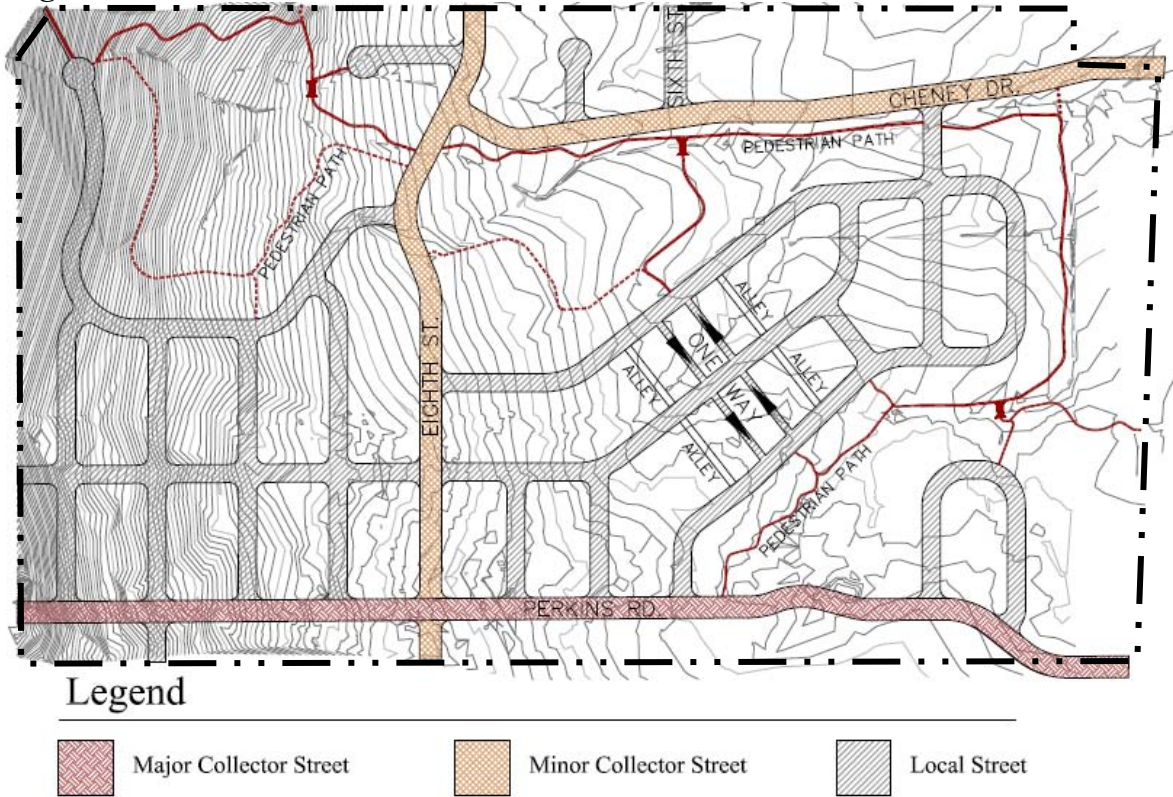 SIXTH ST.
CHENEY DR.
PEDESTRIAN PATH
PEDESTRIAN PATH
ALLEY
ONE
WAY
ALLEY
ALLEY
ALLEY
EIGHTH ST.
PEDESTRIAN PATH
PERKINS RD.
Legend
Major Collector Street
Minor Collector Street
Local Street